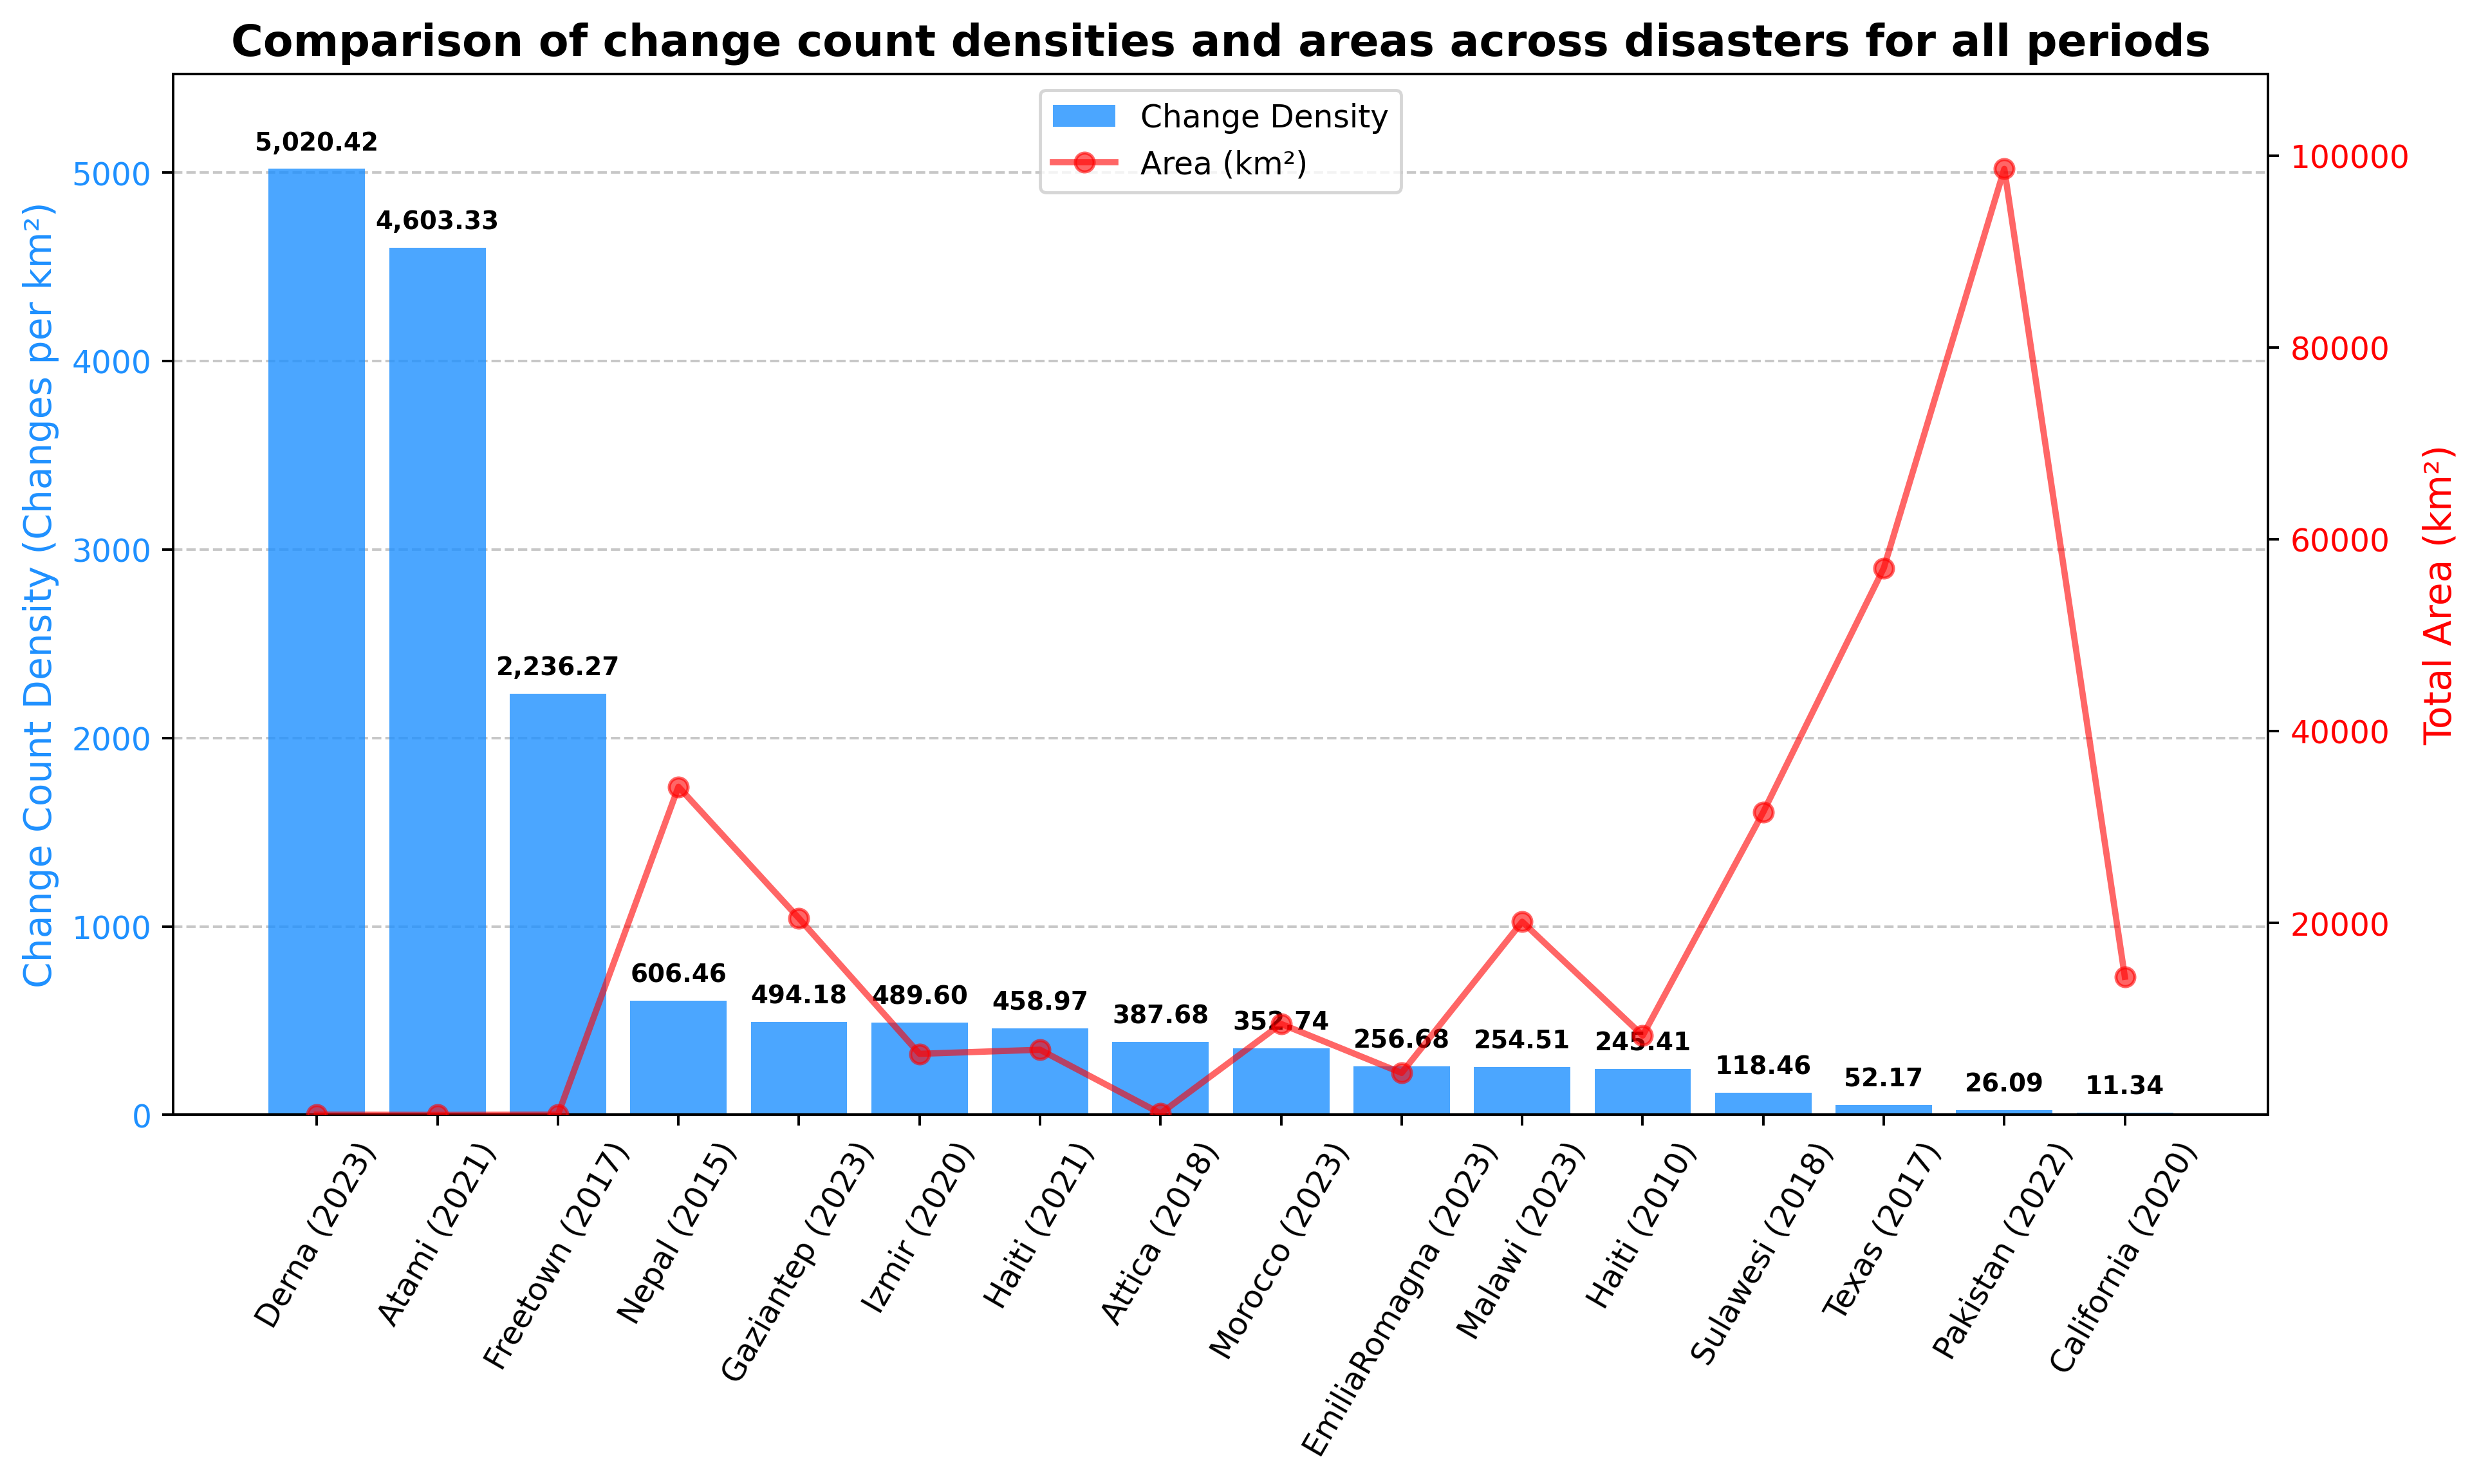 Comparison of change count densities and areas across disasters for all periods
Change Density
Area (km²)
Change Count Density (Changes per km²)
5000
4000
3000
2000
1000
0
5,020.42
4,603.33
2,236.27
606.46
494.18
489.60
458.97
387.68
352.74
256.68
254.51
245.41
118.46
52.17
26.09
11.34
100000
80000
60000
40000
20000
Total Area (km²)
Derna (2023)
Atami (2021)
Freetown (2017)
Nepal (2015)
Gaziantep (2023)
Izmir (2020)
Haiti (2021)
Attica (2018)
Morocco (2023)
EmiliaRomagna (2023)
Malawi (2023)
Haiti (2010)
Sulawesi (2018)
Texas (2017)
Pakistan (2022)
California (2020)